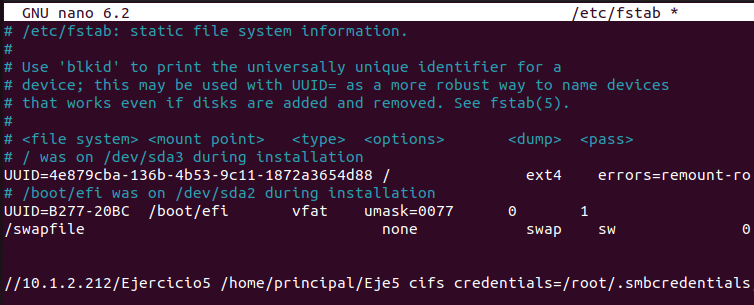 GNU nano 6.2 /etc/fstab *
# /etc/fstab: static file system information.
#
# Use 'blkid' to print the universally unique identifier for a
# device; this may be used with UUID= as a more robust way to name devices
# that works even if disks are added and removed. See fstab(5).
#
# <file system> <mount point>   <type>  <options>       <dump>  <pass>
# / was on /dev/sda3 during installation
UUID=4e879cba-136b-4b53-9c11-1872a3654d88 /               ext4    errors=remount-ro
# /boot/efi was on /dev/sda2 during installation
UUID=B277-20BC  /boot/efi       vfat    umask=0077      0       1
/swapfile                                 none            swap    sw              0
//10.1.2.212/Ejercicio5 /home/principal/Eje5 cifs credentials=/root/.smbcredentials